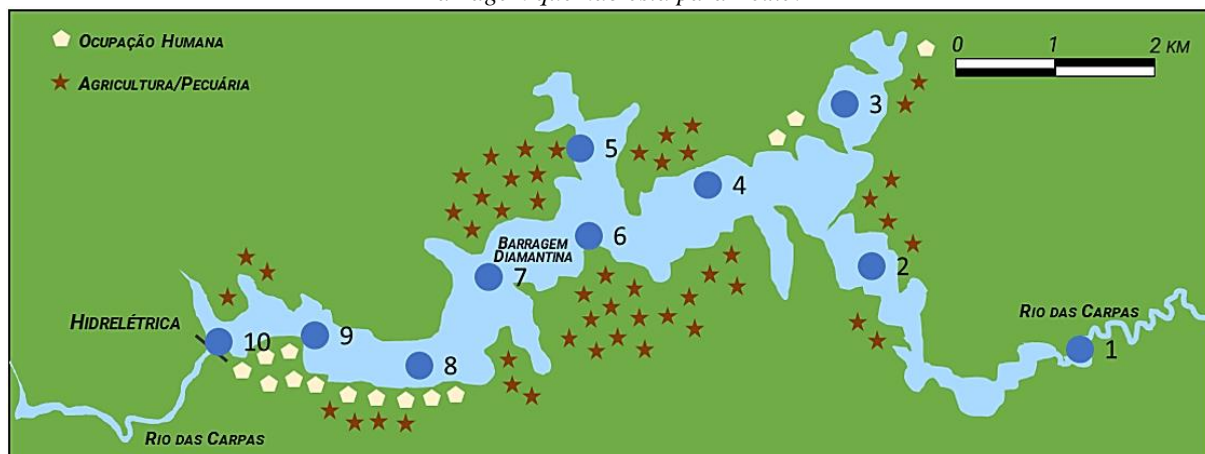 Ocupação Humana
Agricultura/Pecuária
0 1 2 km
3
5
4
6
Barragem
Diamantina
7
2
Rio das Carpas
Hidrelétrica
10
9
8
1
Rio das Carpas